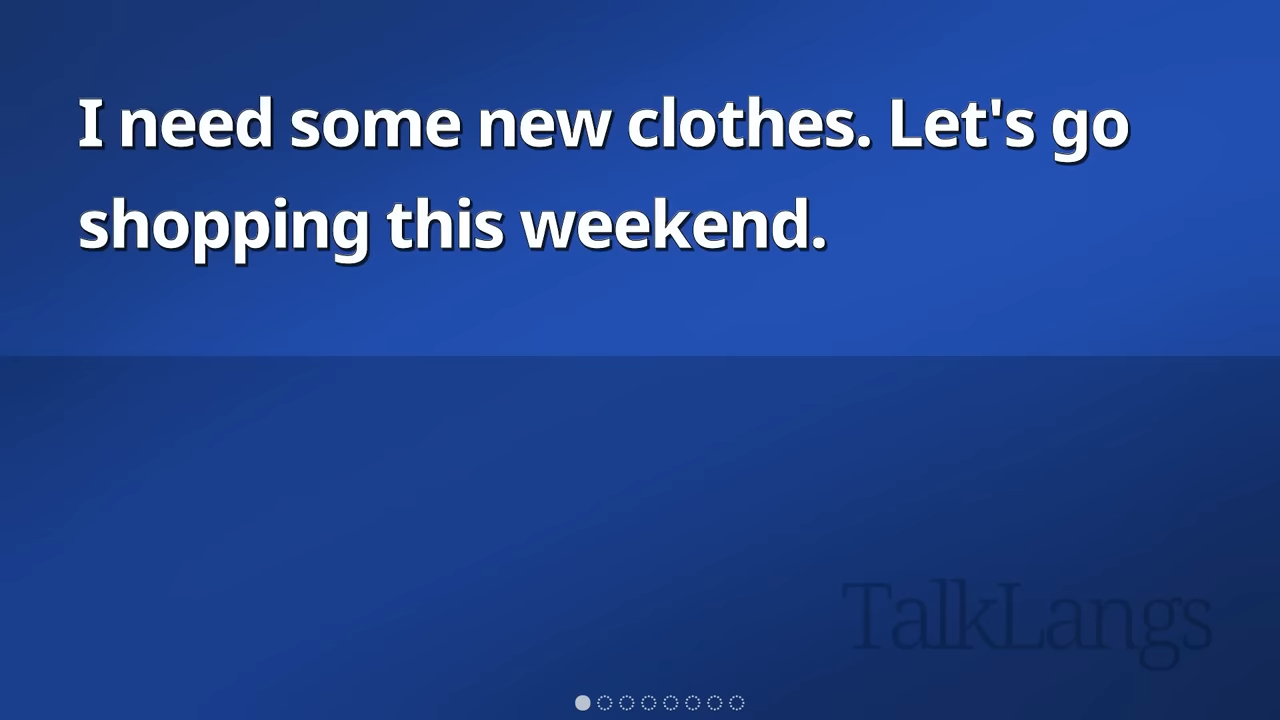 I need some new clothes. Let's go
shopping this weekend.
TalkLangs